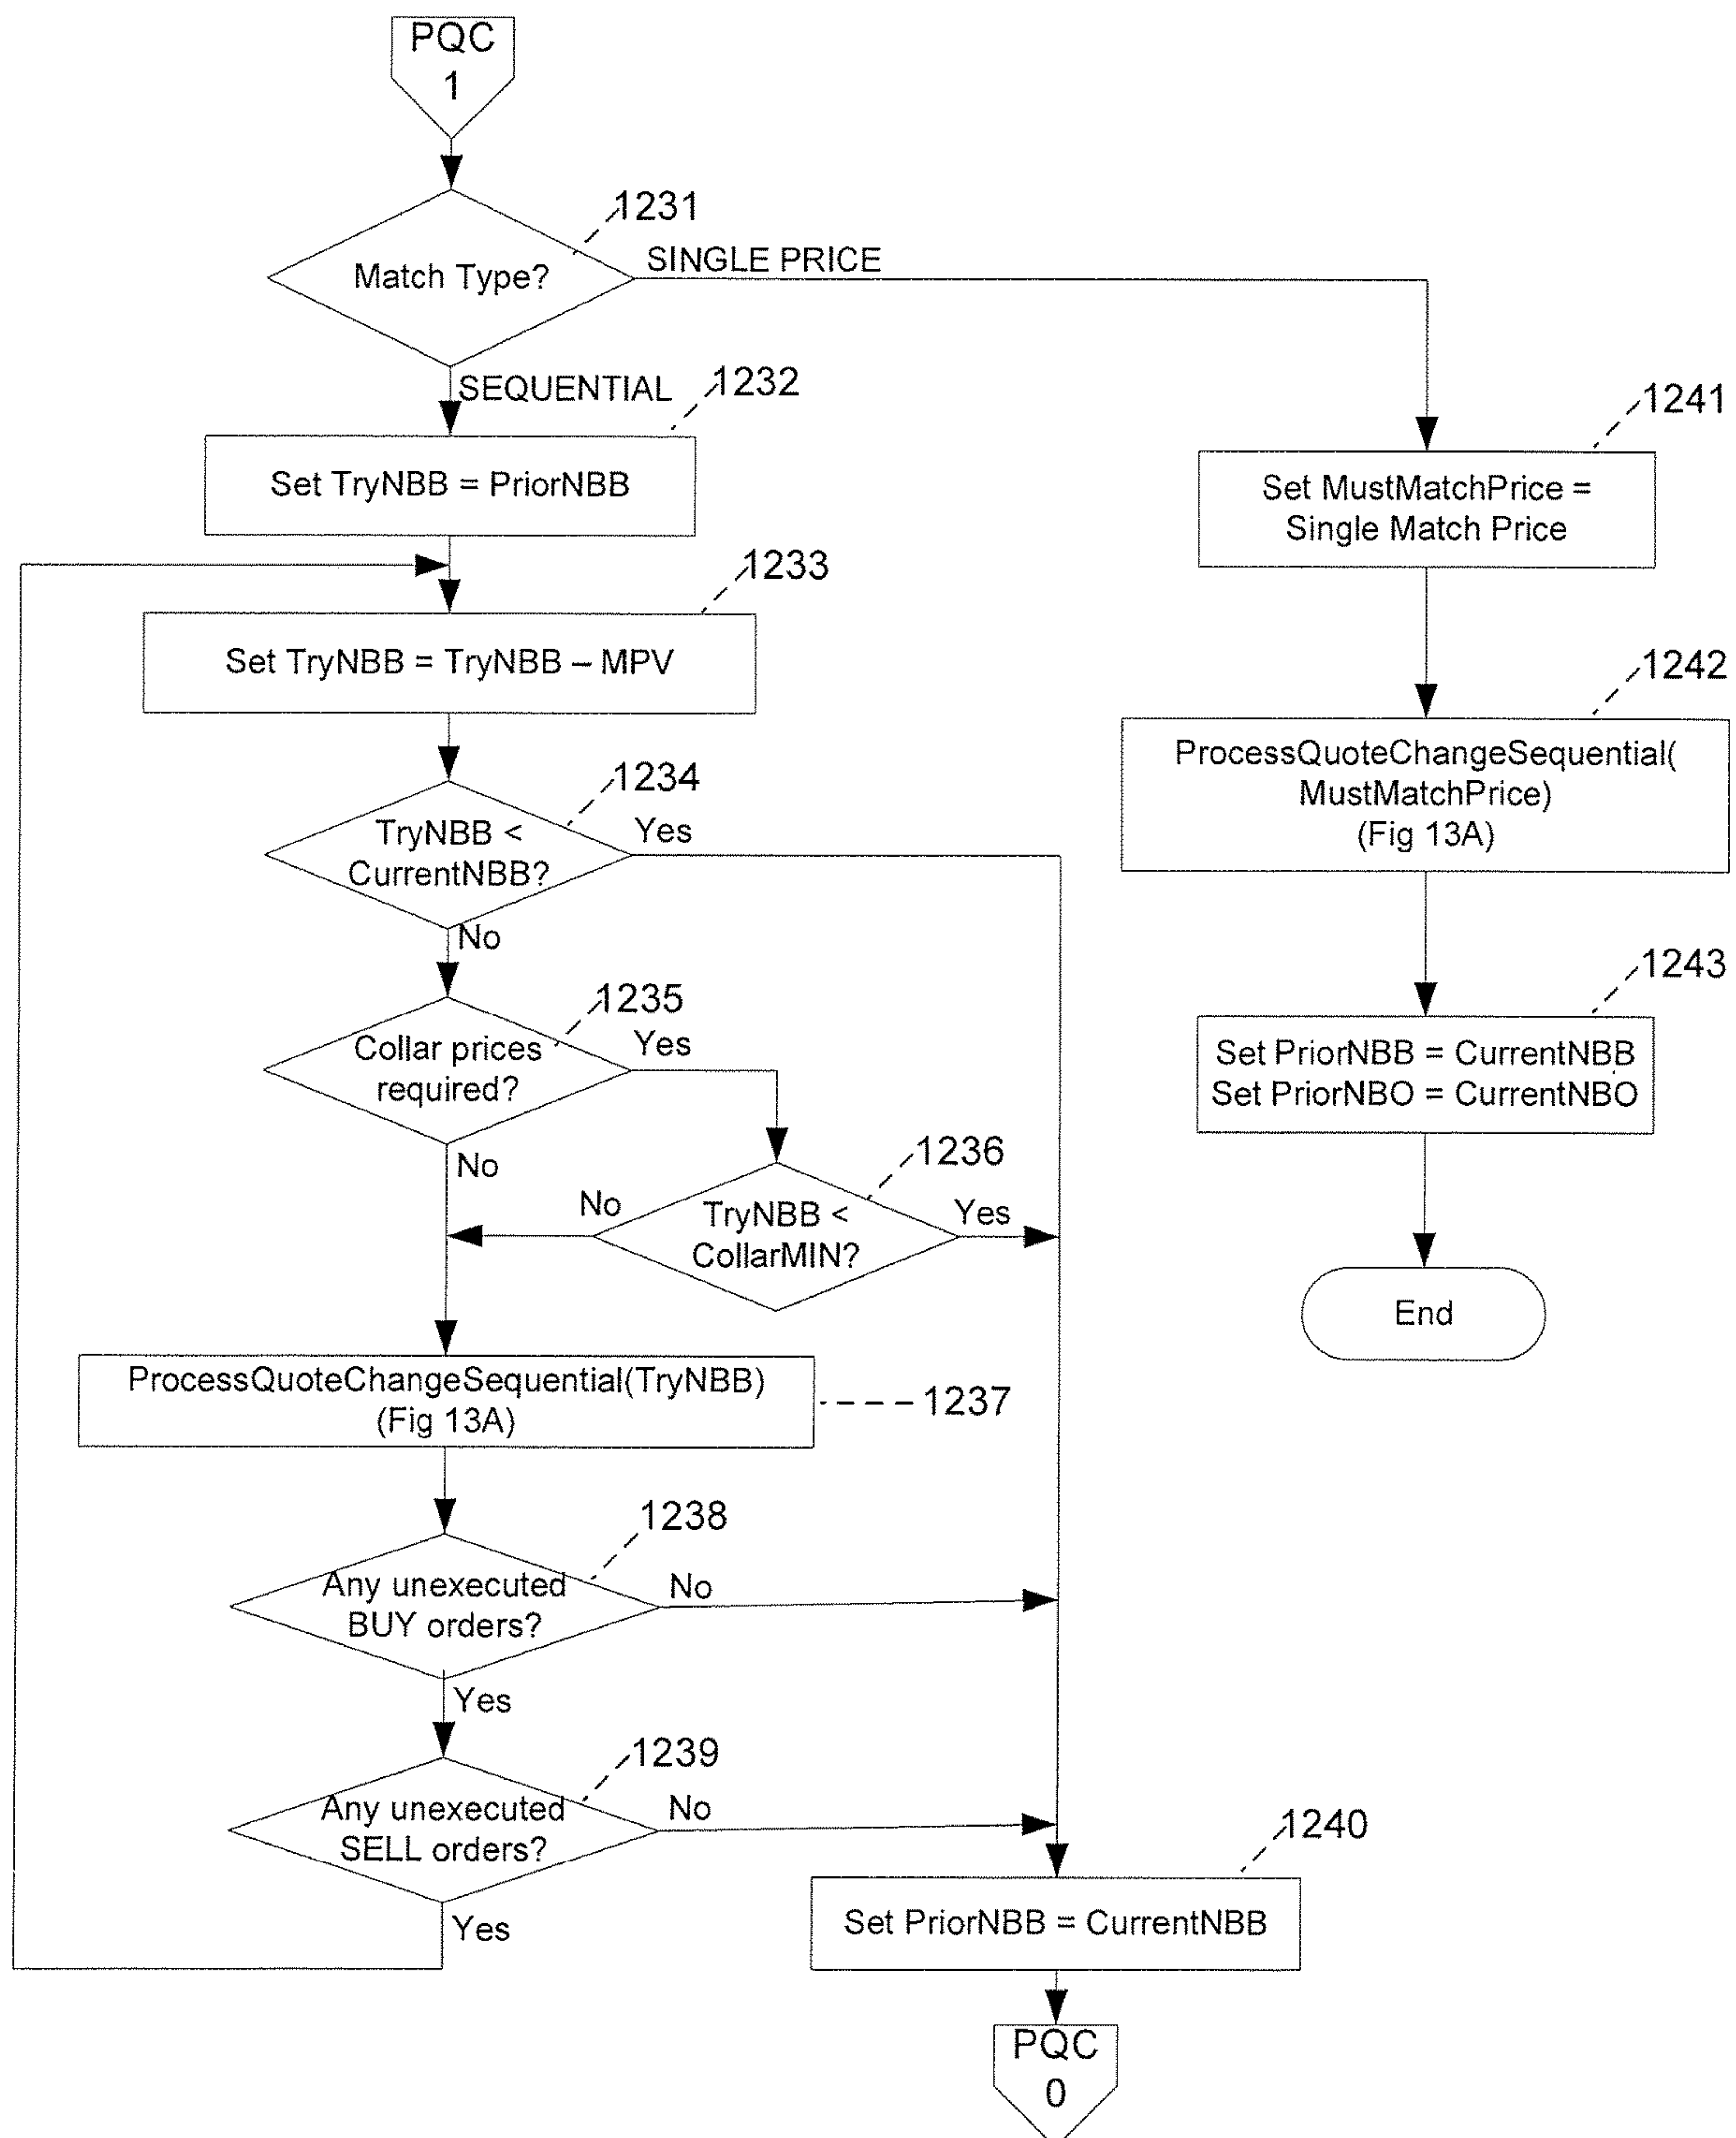 PQC
1
1231
Match Type?
SINGLE PRICE
SEQUENTIAL
1232
Set TryNBB = PriorNBB
1233
Set TryNBB = TryNBB – MPV
1234
TryNBB <
CurrentNBB?
Yes
No
1235
Collar prices
required?
Yes
No
1236
TryNBB <
CollarMIN?
No
Yes
ProcessQuoteChangeSequential(TryNBB)
(Fig 13A)
1237
1238
Any unexecuted
BUY orders?
No
Yes
1239
Any unexecuted
SELL orders?
No
Yes
1240
Set PriorNBB = CurrentNBB
PQC
0
1241
Set MustMatchPrice =
Single Match Price
1242
ProcessQuoteChangeSequential(
MustMatchPrice)
(Fig 13A)
1243
Set PriorNBB = CurrentNBB
Set PriorNBO = CurrentNBO
End